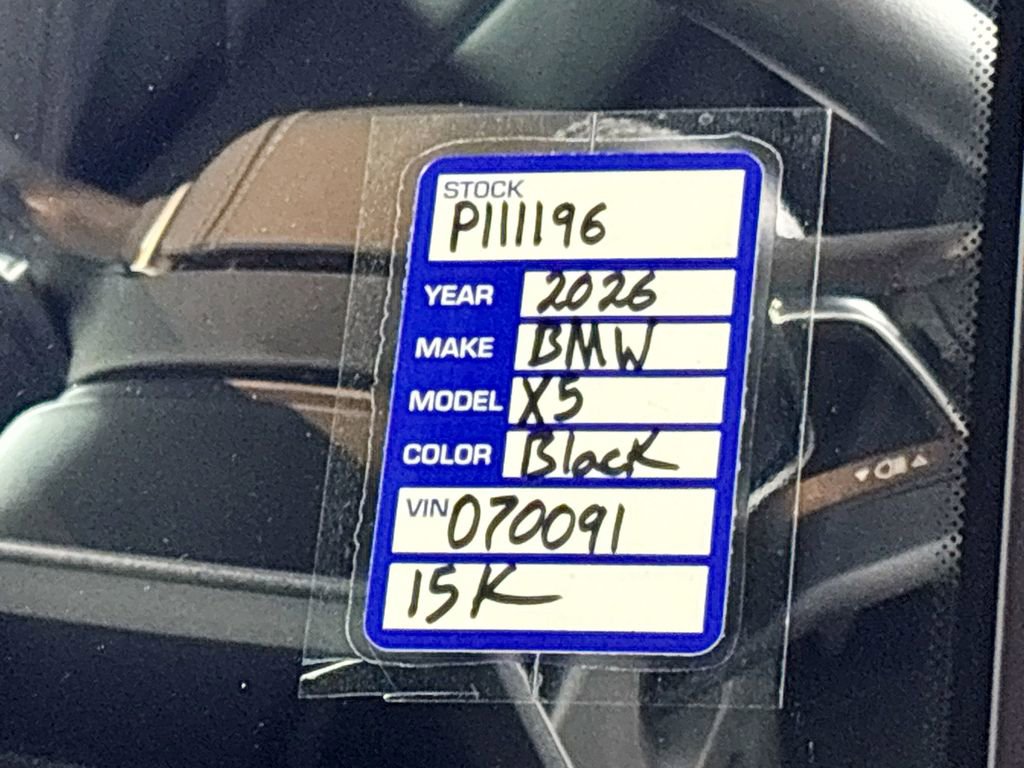 STOCK
P111196
YEAR 2026
MAKE BMW
MODEL X5
COLOR Black
VIN 070091
15K